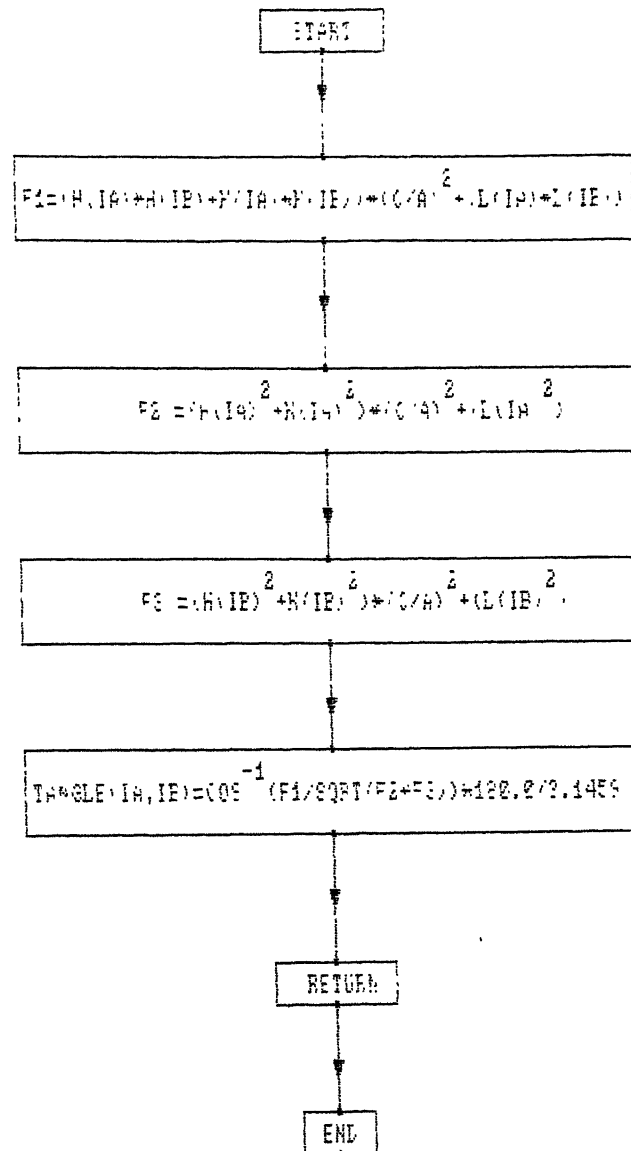 START
F1=(H(IA)*H(IB)+K(IA)*K(IB))*(C/A)^2+(L(IA)*L(IB))
F2 =(H(IA)^2+K(IA)^2)*(C/A)^2+(L(IA)^2)
F3 =(H(IB)^2+K(IB)^2)*(C/A)^2+(L(IB)^2)
TANGLE(IA,IB)=COS^-1(F1/SQRT(F2*F3))*180.0/3.1459
RETURN
END